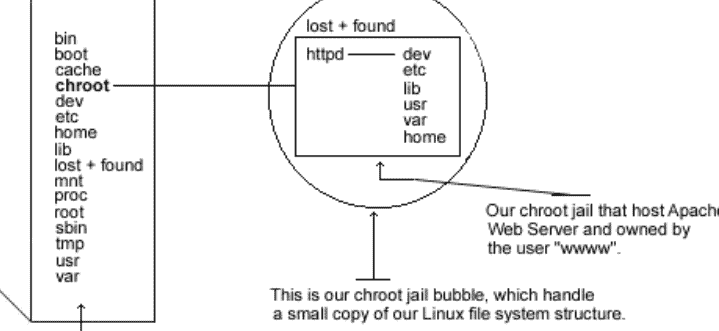 bin
boot
cache
chroot
dev
etc
home
lib
lost + found
mnt
proc
root
sbin
tmp
usr
var
lost + found
httpd dev
etc
lib
usr
var
home
Our chroot jail that host Apache
Web Server and owned by
the user "wwww".
This is our chroot jail bubble, which handle
a small copy of our Linux file system structure.